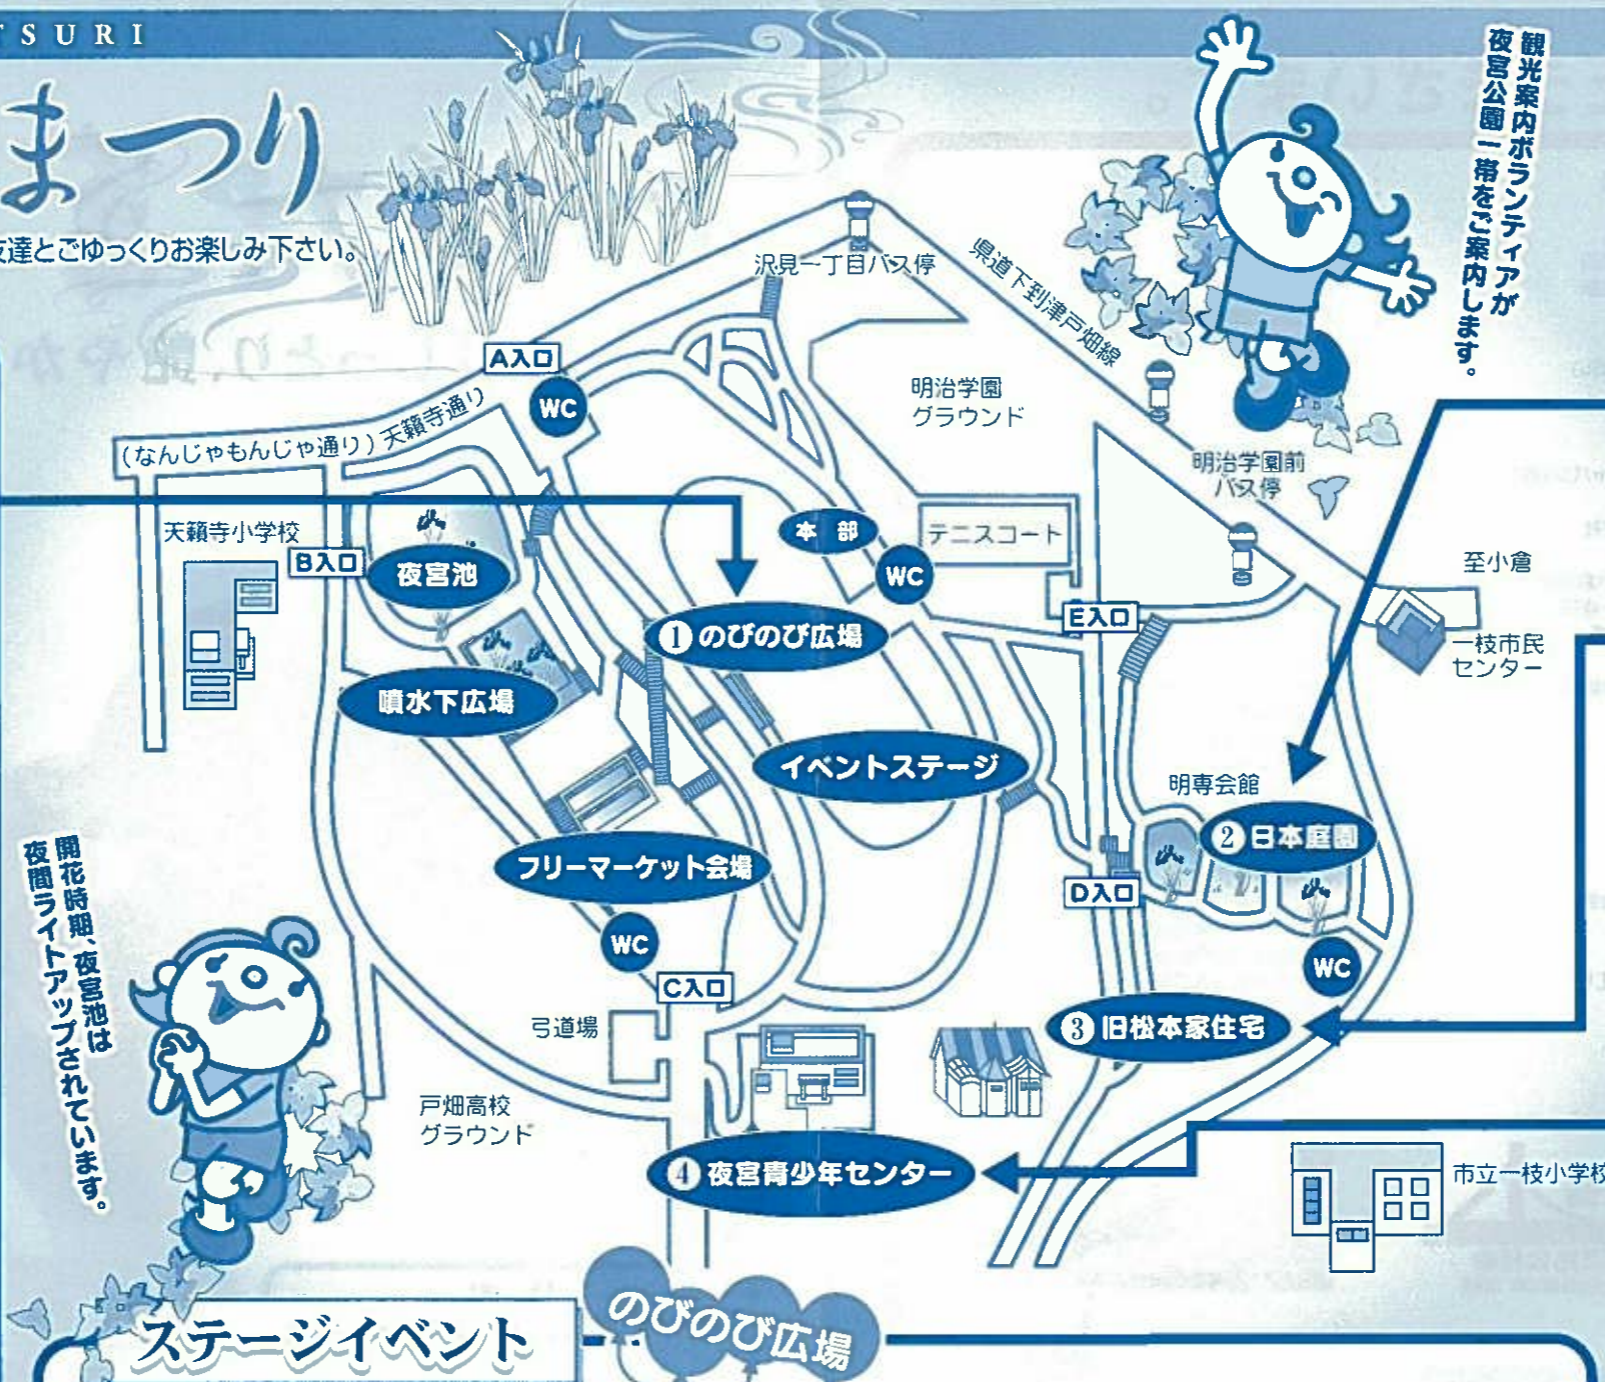 TSURI
まつり
達とごゆっくりお楽しみ下さい。
観光案内ボランティアが
夜宮公園一帯をご案内します。
沢見一丁目バス停
県道下到津戸畑線
A入口
WC
明治学園
グラウンド
(なんじゃもんじゃ通り)天籟寺通り
明治学園前
バス停
天籟寺小学校
B入口
夜宮池
本部
テニスコート
WC
至小倉
E入口
①のびのび広場
一枝市民
センター
噴水下広場
イベントステージ
明専会館
②日本庭園
フリーマーケット会場
D入口
開花時期、夜宮池は
夜間ライトアップされています。
WC
WC
C入口
弓道場
③旧松本家住宅
戸畑高校
グラウンド
④夜宮青少年センター
市立一枝小学校
ステージイベント
のびのび広場